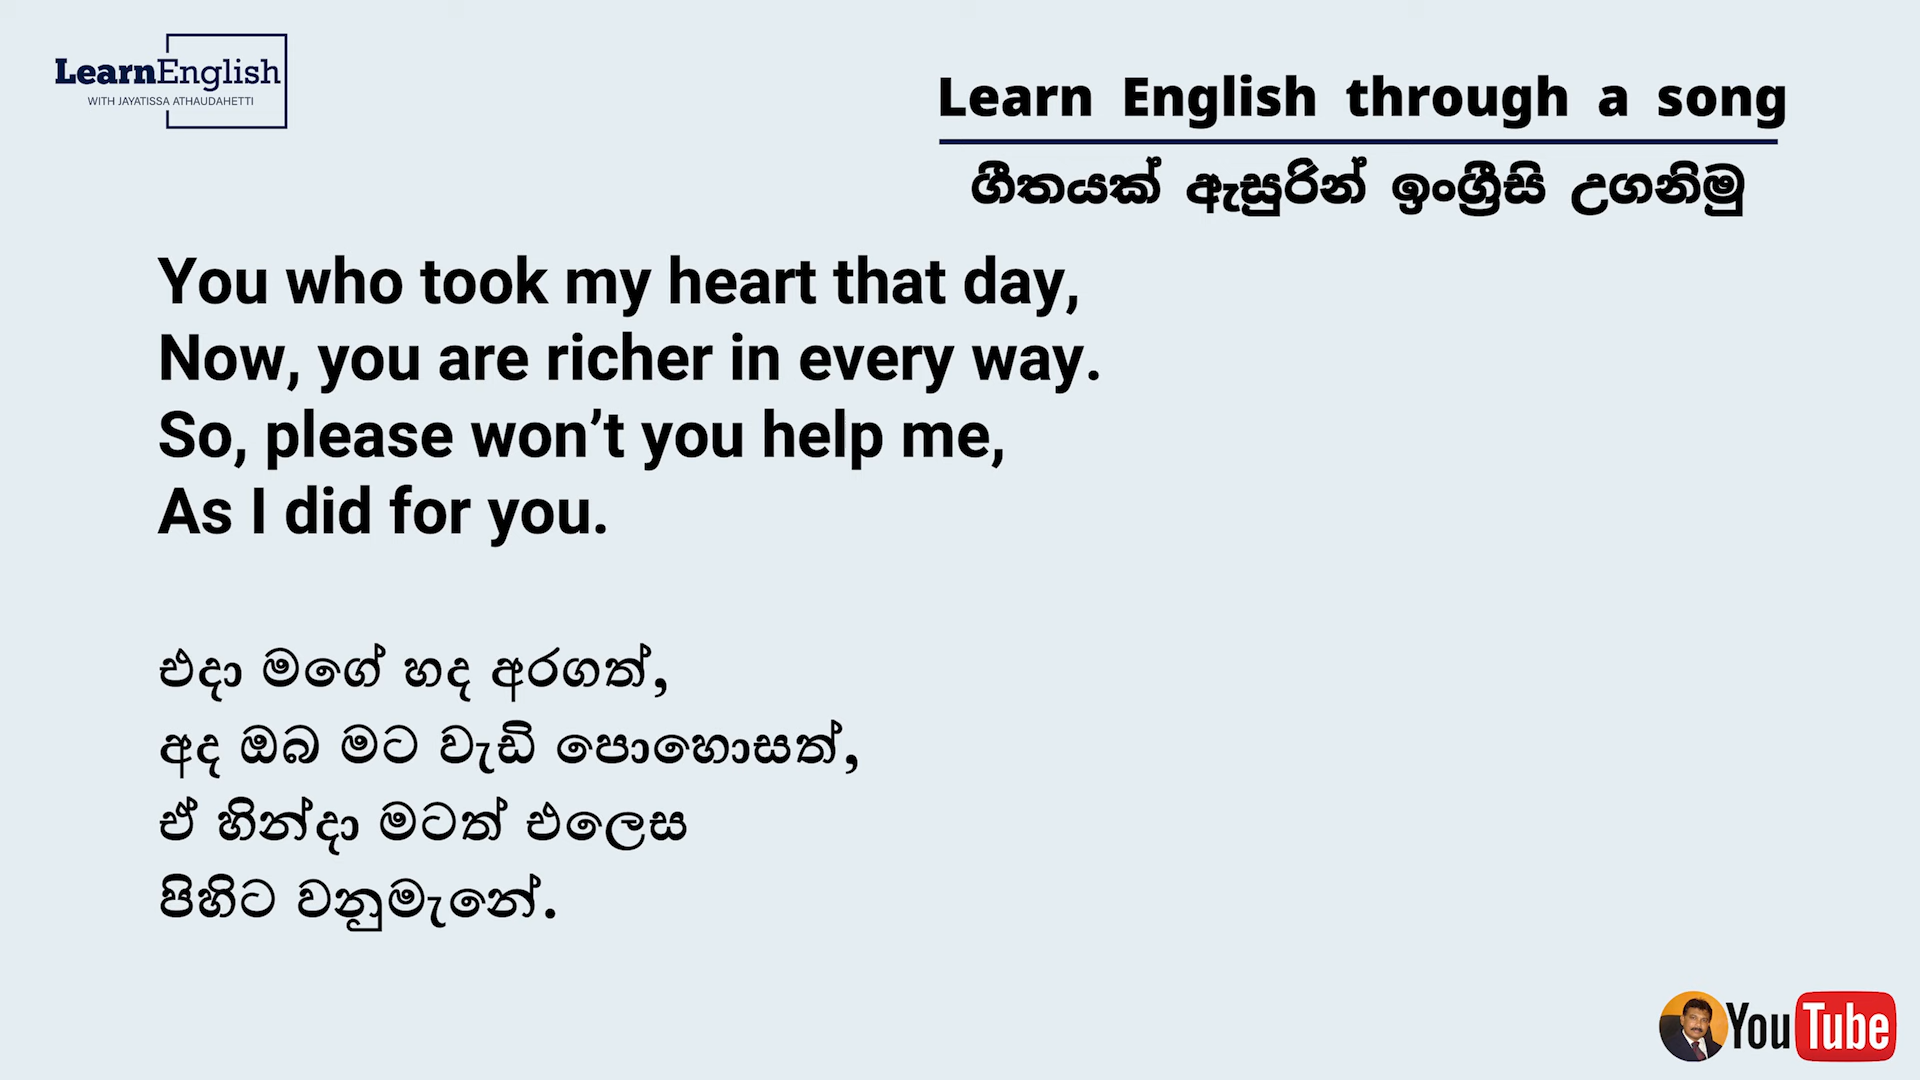 LearnEnglish
WITH JAYATISSA ATHAUDAHETTI
Learn English through a song
ගීතයක් ඇසුරින් ඉංග්‍රීසි උගනිමු
You who took my heart that day,
Now, you are richer in every way.
So, please won’t you help me,
As I did for you.
එදා මගේ හද අරගත්,
අද ඔබ මට වැඩි පොහොසත්,
ඒ හින්දා මටත් එලෙස
පිහිට වනුමැනේ.
YouTube